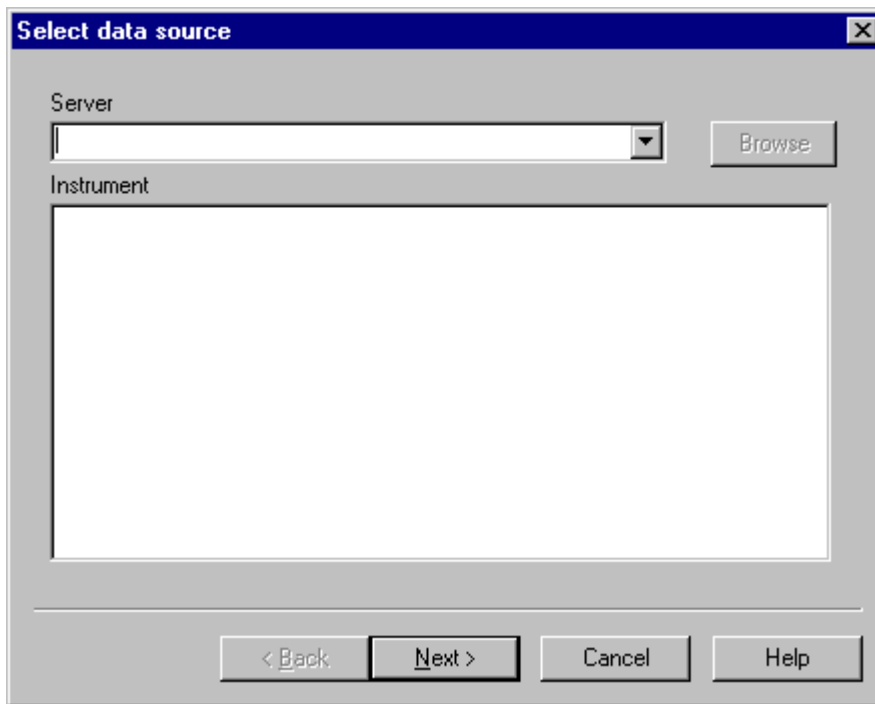 Select data source
Server
Browse
Instrument
< Back Next > Cancel Help